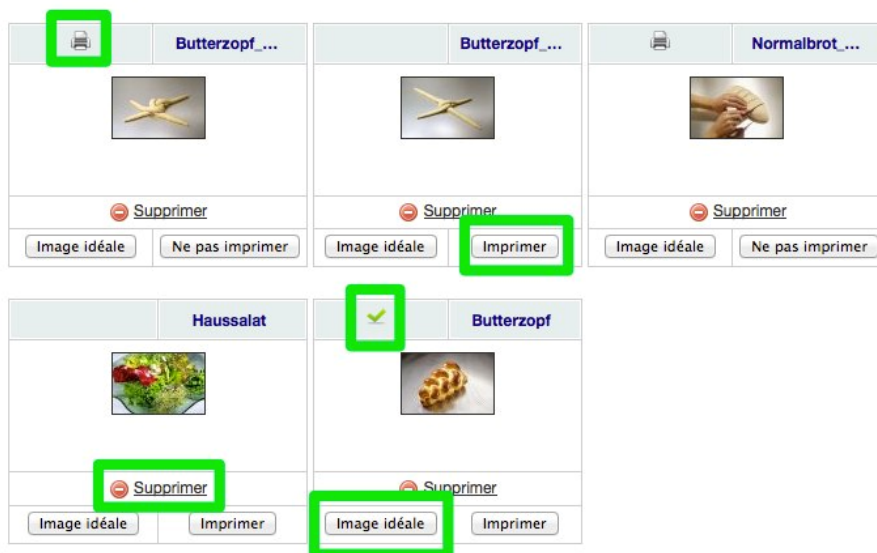 Butterzopf_... Butterzopf_... Normalbrot_...
Supprimer Supprimer Supprimer
Image idéale Ne pas imprimer Image idéale Imprimer Image idéale Ne pas imprimer
Haussalat Butterzopf
Supprimer Supprimer
Image idéale Imprimer Image idéale Imprimer